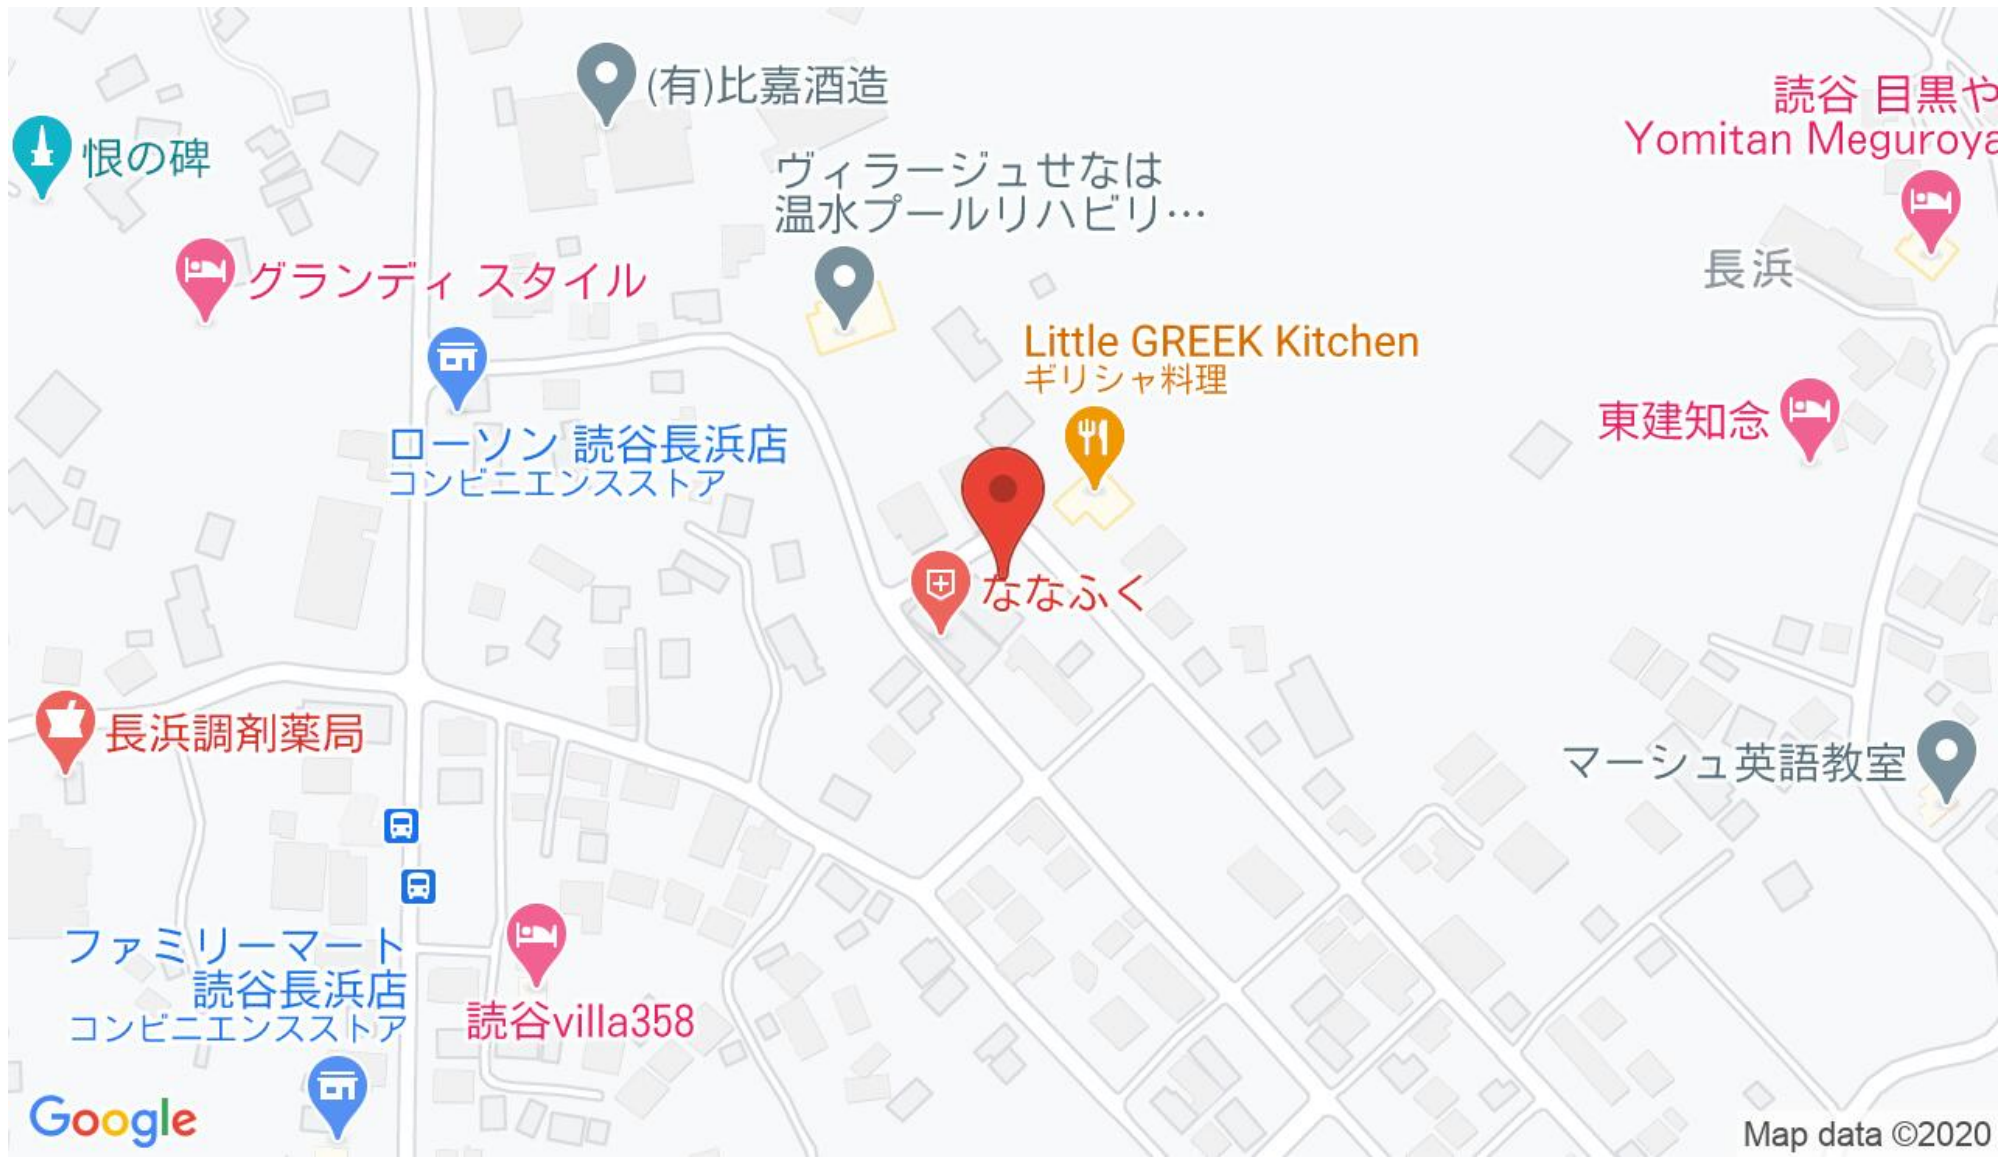 (有)比嘉酒造
読谷 目黒や
Yomitan Meguroya
恨の碑
ヴィラージュせなは
温水プールリハビリ…
グランディ スタイル
長浜
Little GREEK Kitchen
ギリシャ料理
東建知念
ローソン 読谷長浜店
コンビニエンスストア
ななふく
長浜調剤薬局
マーシュ英語教室
ファミリーマート
読谷長浜店
コンビニエンスストア
読谷villa358
Google
Map data ©2020